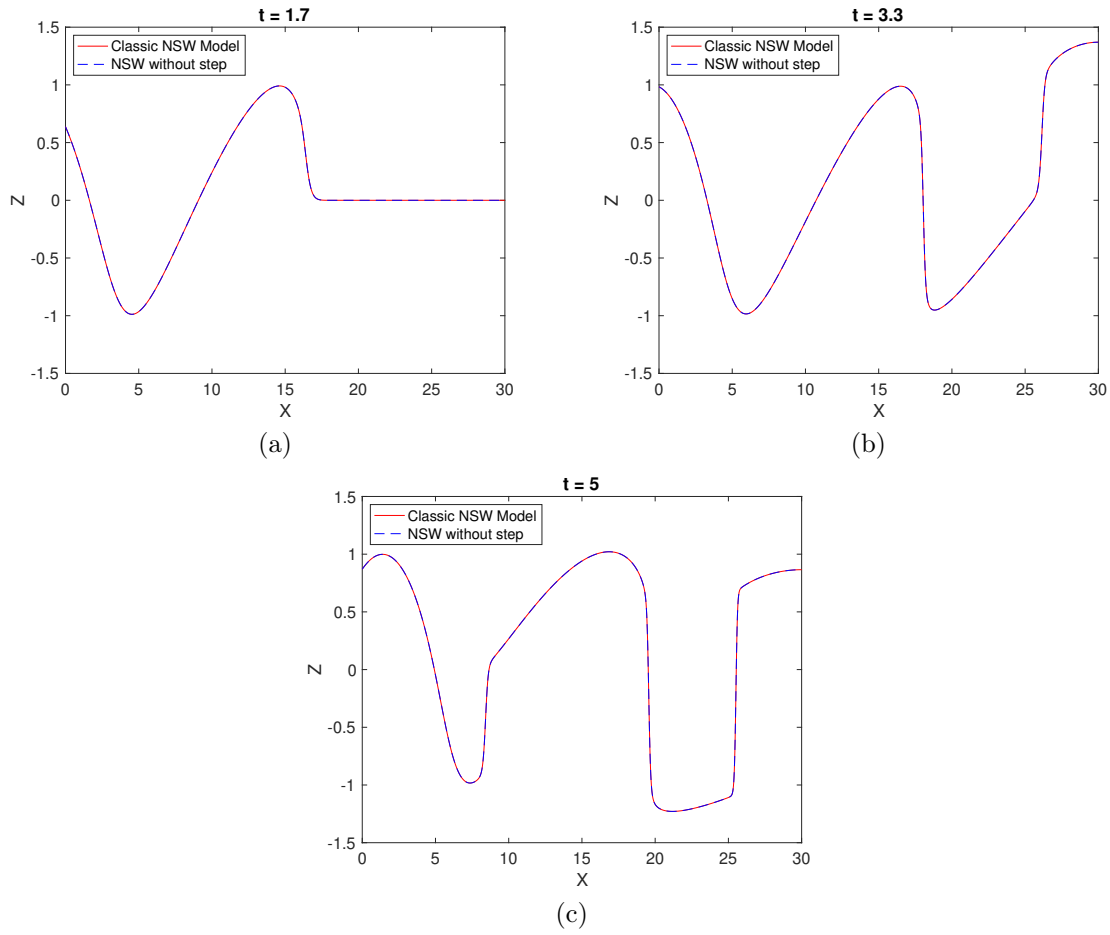 t = 1.7
Classic NSW Model
NSW without step
1.5
1
0.5
0
-0.5
-1
-1.5
Z
0 5 10 15 20 25 30
X
(a)
t = 3.3
Classic NSW Model
NSW without step
1.5
1
0.5
0
-0.5
-1
-1.5
Z
0 5 10 15 20 25 30
X
(b)
t = 5
Classic NSW Model
NSW without step
1.5
1
0.5
0
-0.5
-1
-1.5
Z
0 5 10 15 20 25 30
X
(c)